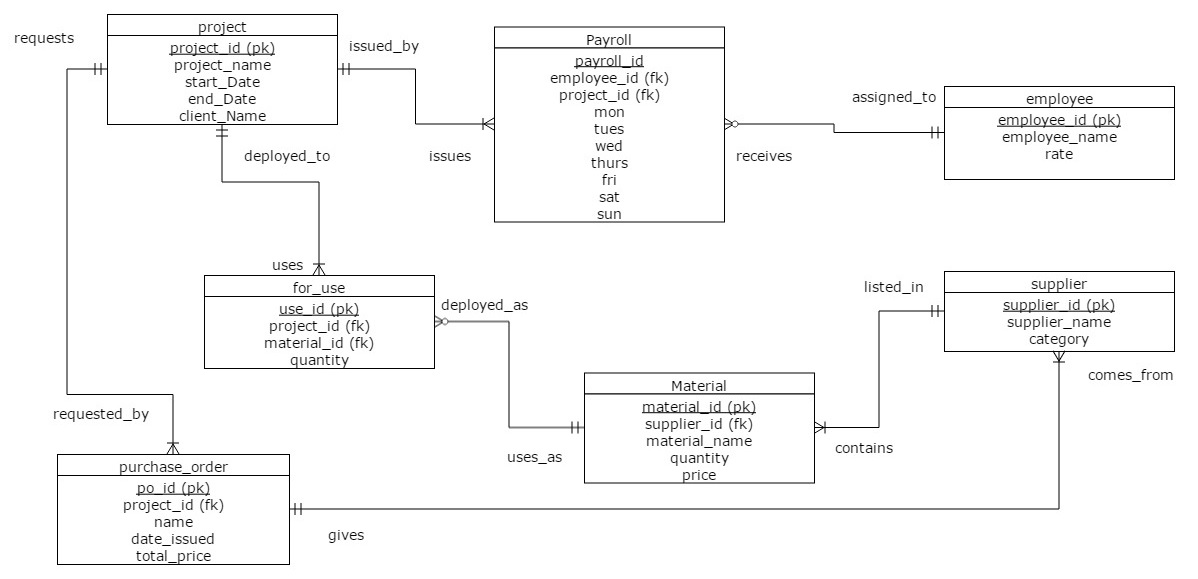 project
project_id (pk)
project_name
start_Date
end_Date
client_Name
requests
issued_by
Payroll
payroll_id
employee_id (fk)
project_id (fk)
mon
tues
wed
thurs
fri
sat
sun
assigned_to
employee
employee_id (pk)
employee_name
rate
deployed_to
issues
receives
uses
for_use
use_id (pk)
project_id (fk)
material_id (fk)
quantity
deployed_as
listed_in
supplier
supplier_id (pk)
supplier_name
category
comes_from
Material
material_id (pk)
supplier_id (fk)
material_name
quantity
price
requested_by
uses_as
contains
purchase_order
po_id (pk)
project_id (fk)
name
date_issued
total_price
gives